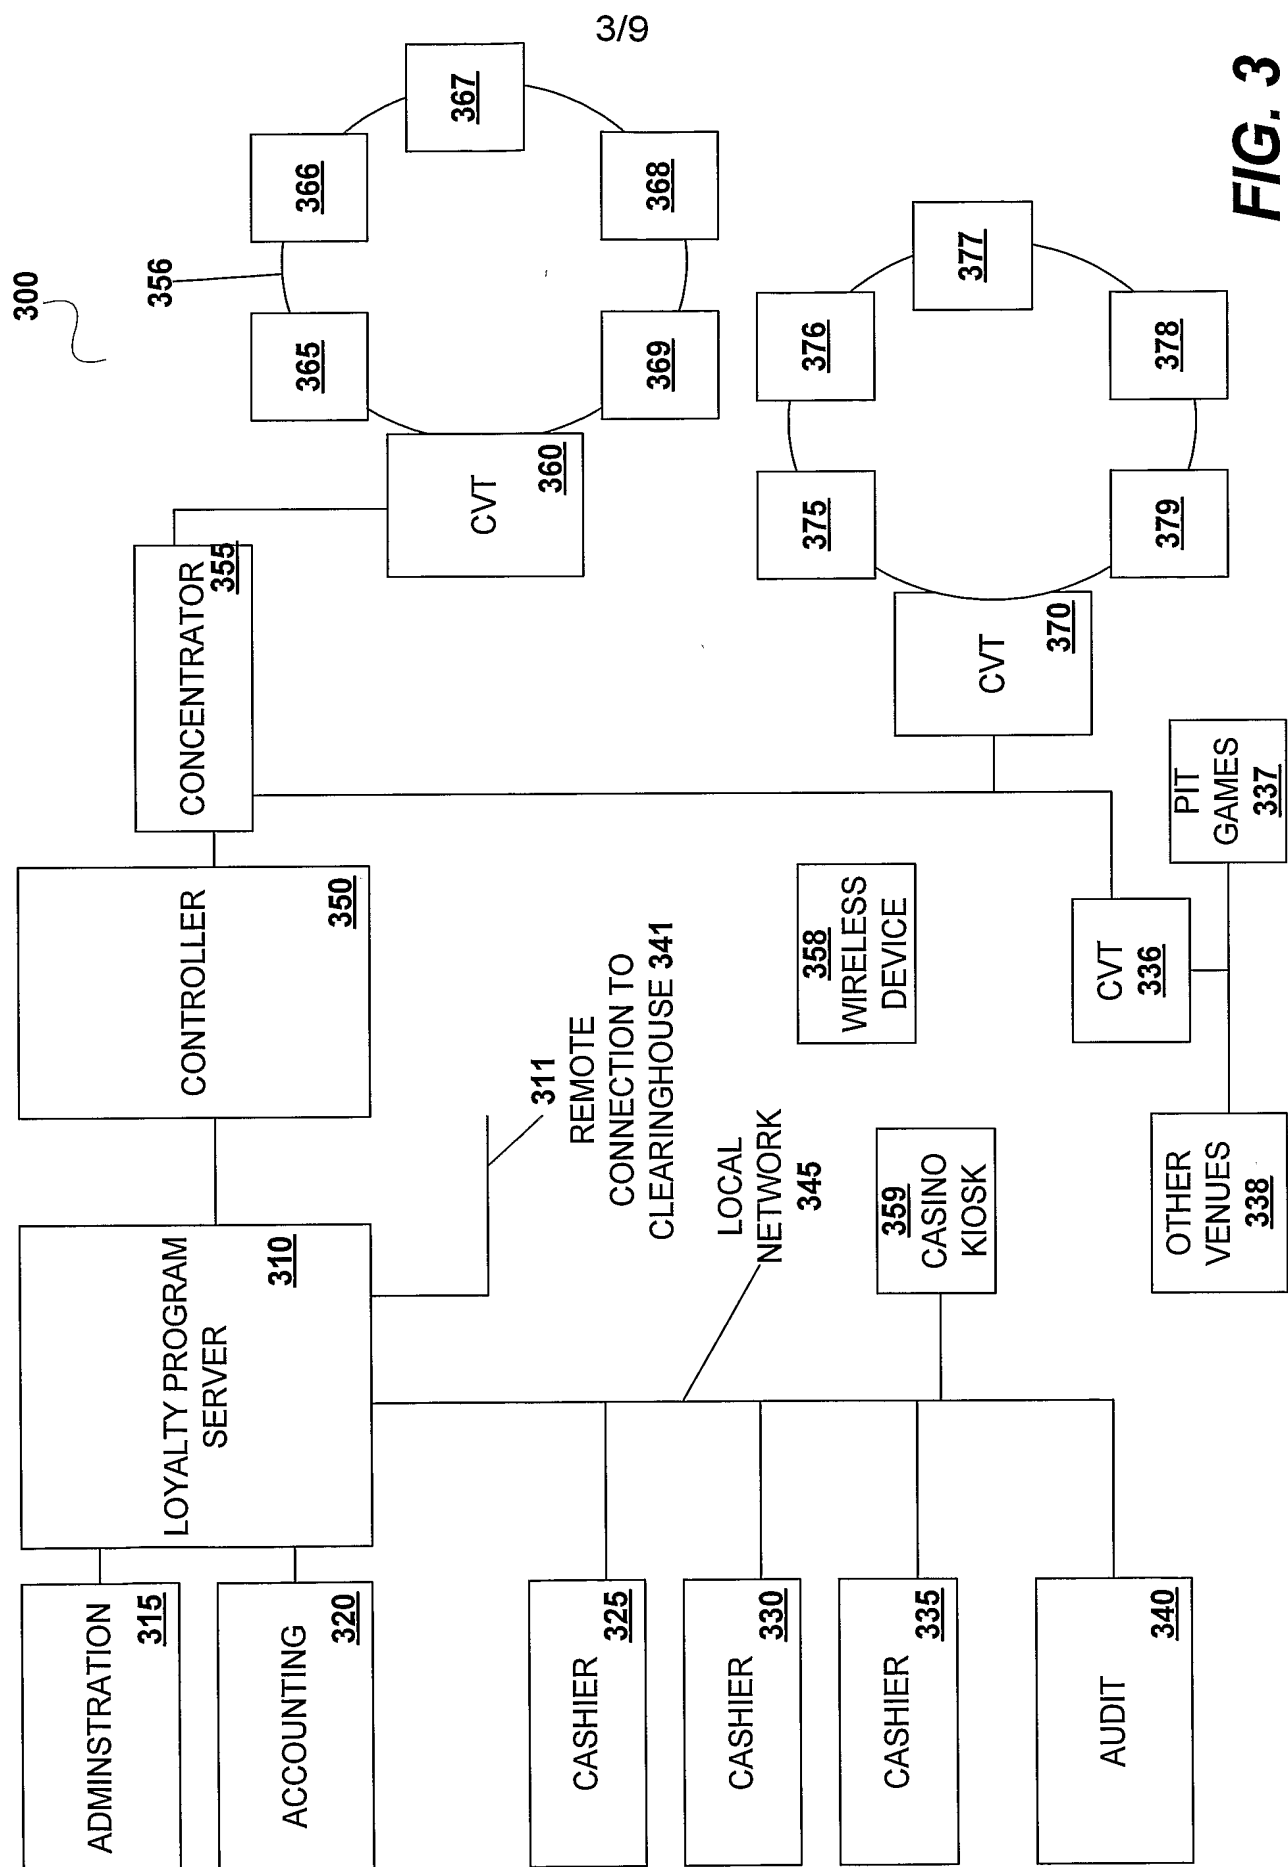 3/9
300
ADMINSTRATION
315
ACCOUNTING
320
LOYALTY PROGRAM
SERVER
310
CONTROLLER
350
CONCENTRATOR
355
356
365
366
367
368
369
CVT
360
311
REMOTE
CONNECTION TO
CLEARINGHOUSE 341
LOCAL
NETWORK
345
CASHIER
325
CASHIER
330
CASHIER
335
AUDIT
340
359
CASINO
KIOSK
358
WIRELESS
DEVICE
CVT
370
375
376
377
378
379
CVT
336
OTHER
VENUES
338
PIT
GAMES
337
FIG. 3